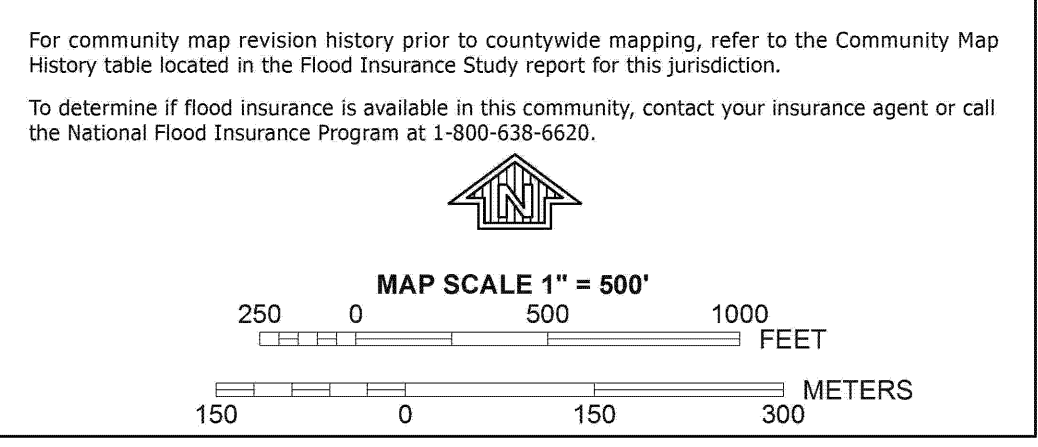 For community map revision history prior to countywide mapping, refer to the Community Map
History table located in the Flood Insurance Study report for this jurisdiction.
To determine if flood insurance is available in this community, contact your insurance agent or call
the National Flood Insurance Program at 1-800-638-6620.
N
MAP SCALE 1" = 500'
250 0 500 1000
FEET
METERS
150 0 150 300